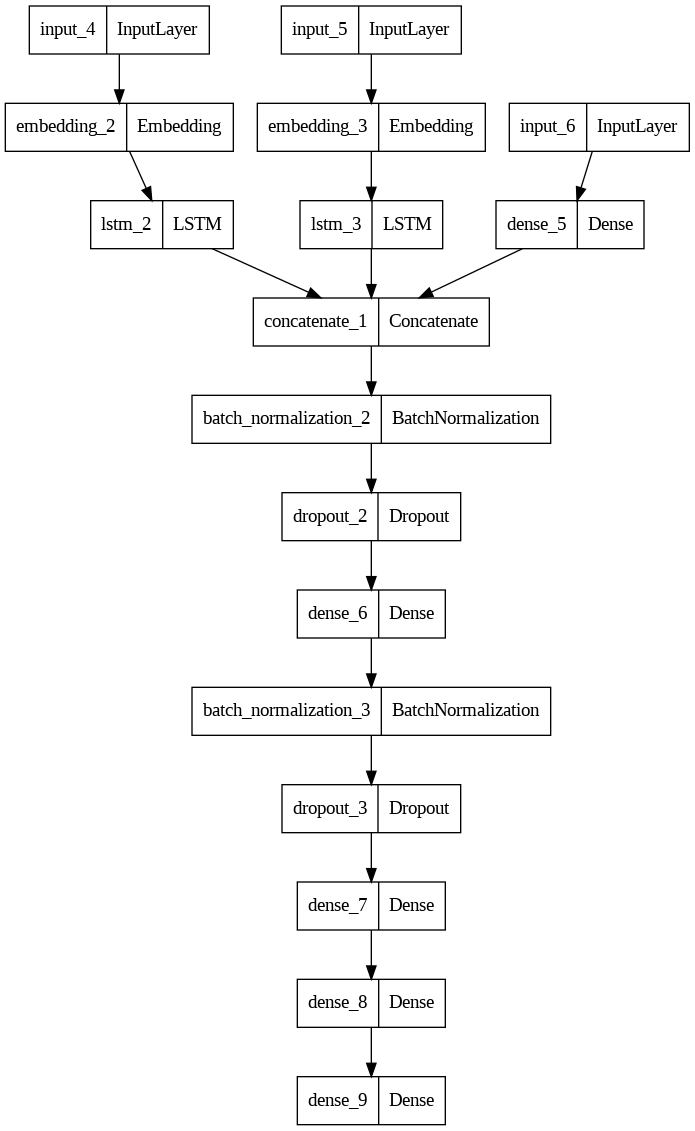 input_4 InputLayer input_5 InputLayer
embedding_2 Embedding embedding_3 Embedding input_6 InputLayer
lstm_2 LSTM lstm_3 LSTM dense_5 Dense
concatenate_1 Concatenate
batch_normalization_2 BatchNormalization
dropout_2 Dropout
dense_6 Dense
batch_normalization_3 BatchNormalization
dropout_3 Dropout
dense_7 Dense
dense_8 Dense
dense_9 Dense